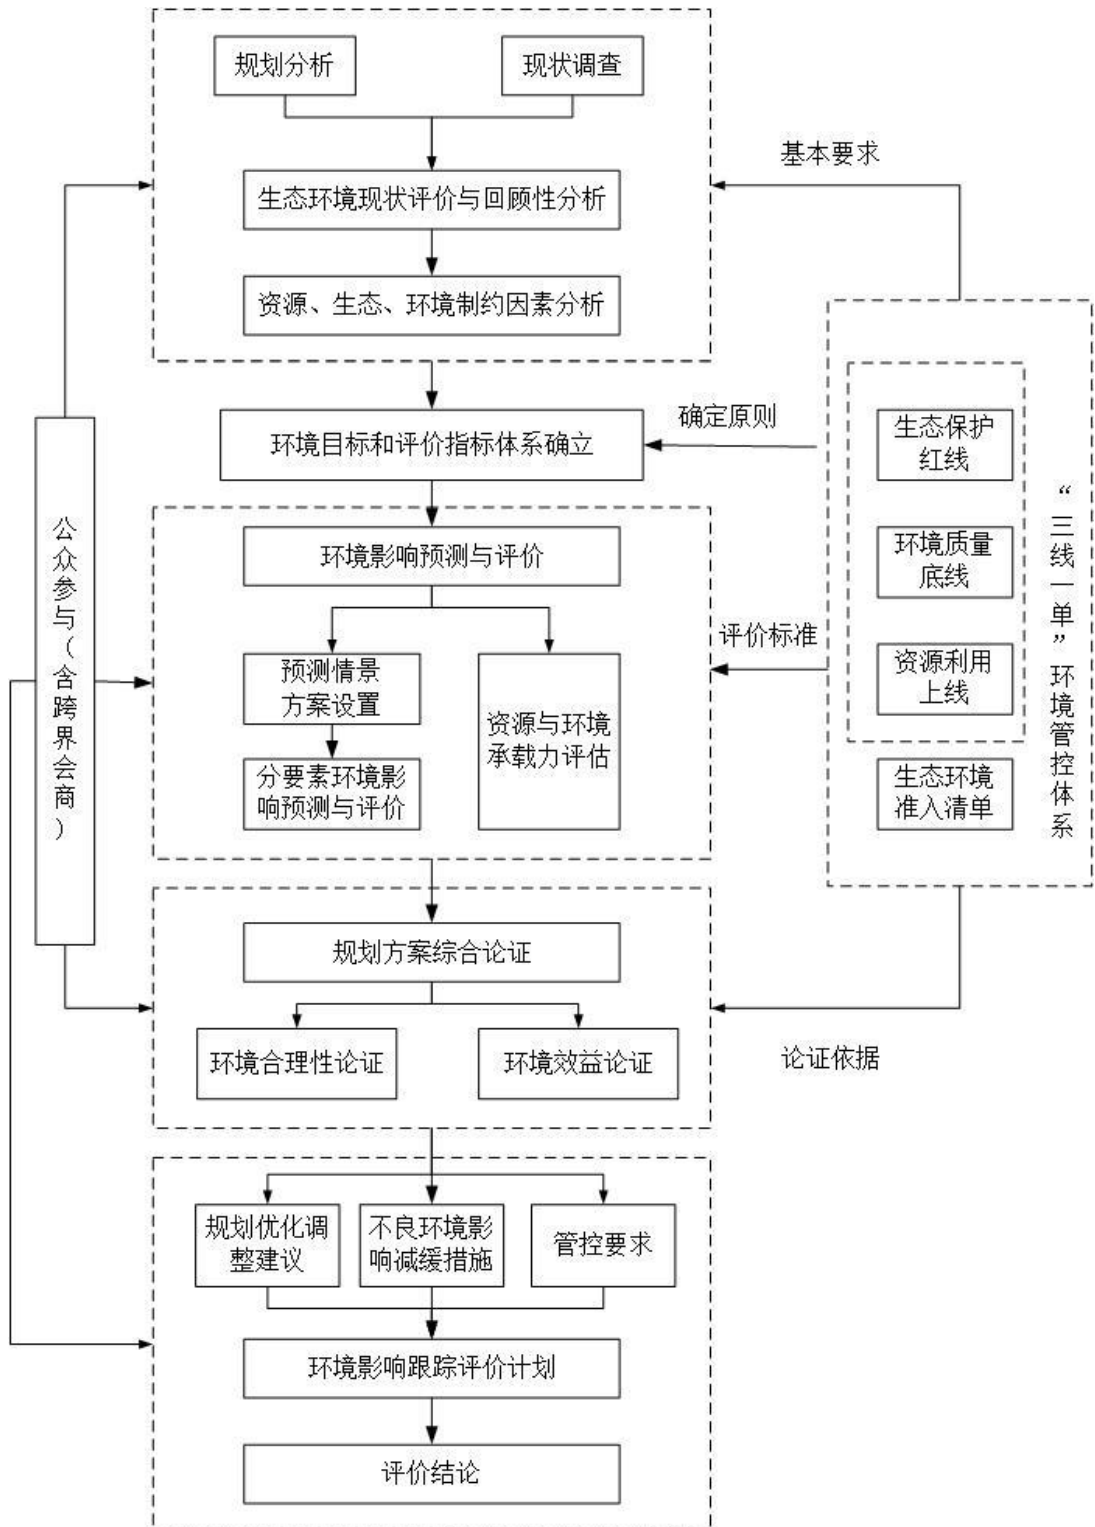 规划分析
现状调查
基本要求
生态环境现状评价与回顾性分析
资源、生态、环境制约因素分析
确定原则
环境目标和评价指标体系确立
生态保护
红线
环境质量
底线
资源利用
上线
生态环境
准入清单
“三线一单”环境管控体系
公众参与（含跨界会商）
环境影响预测与评价
评价标准
预测情景
方案设置
资源与环境
承载力评估
分要素环境影
响预测与评价
规划方案综合论证
环境合理性论证
环境效益论证
论证依据
规划优化调
整建议
不良环境影
响减缓措施
管控要求
环境影响跟踪评价计划
评价结论